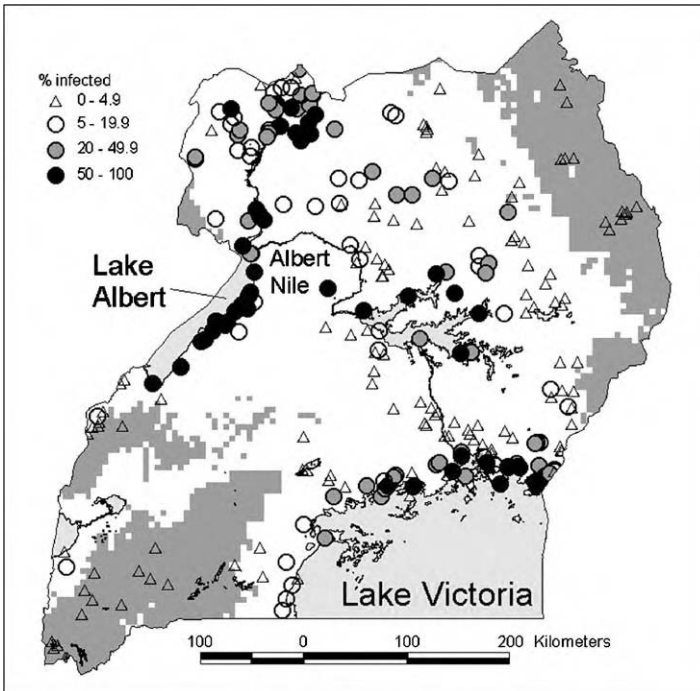 % infected
0 - 4.9
5 - 19.9
20 - 49.9
50 - 100
Lake
Albert
Albert
Nile
Lake Victoria
100 0 100 200 Kilometers